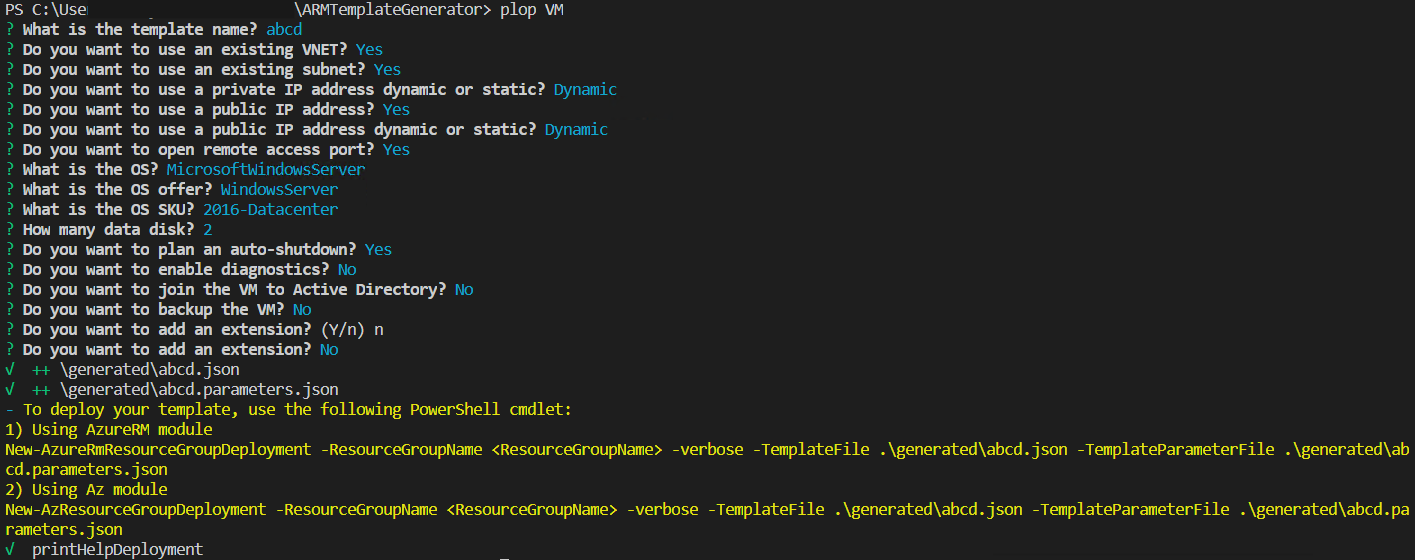 PS C:\Use \ARMTemplateGenerator> plop VM
? What is the template name? abcd
? Do you want to use an existing VNET? Yes
? Do you want to use an existing subnet? Yes
? Do you want to use a private IP address dynamic or static? Dynamic
? Do you want to use a public IP address? Yes
? Do you want to use a public IP address dynamic or static? Dynamic
? Do you want to open remote access port? Yes
? What is the OS? MicrosoftWindowsServer
? What is the OS offer? WindowsServer
? What is the OS SKU? 2016-Datacenter
? How many data disk? 2
? Do you want to plan an auto-shutdown? Yes
? Do you want to enable diagnostics? No
? Do you want to join the VM to Active Directory? No
? Do you want to backup the VM? No
? Do you want to add an extension? (Y/n) n
? Do you want to add an extension? No
√  ++ \generated\abcd.json
√  ++ \generated\abcd.parameters.json
- To deploy your template, use the following PowerShell cmdlet:
1) Using AzureRM module
New-AzureRmResourceGroupDeployment -ResourceGroupName <ResourceGroupName> -verbose -TemplateFile .\generated\abcd.json -TemplateParameterFile .\generated\ab
cd.parameters.json
2) Using Az module
New-AzResourceGroupDeployment -ResourceGroupName <ResourceGroupName> -verbose -TemplateFile .\generated\abcd.json -TemplateParameterFile .\generated\abcd.pa
rameters.json
√  printHelpDeployment